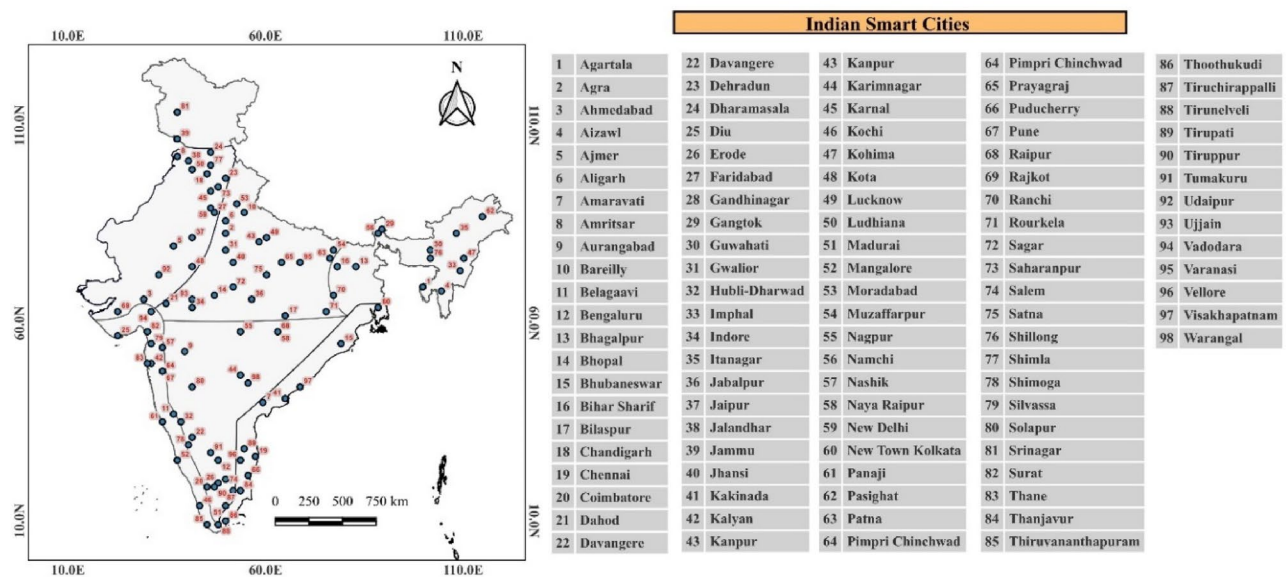 Indian Smart Cities
10.0E 60.0E 110.0E
N
110.0N 110.0N
60.0N 60.0N
10.0N 10.0N
0 250 500 750 km
10.0E 60.0E 110.0E
1 Agartala
2 Agra
3 Ahmedabad
4 Aizawl
5 Ajmer
6 Aligarh
7 Amaravati
8 Amritsar
9 Aurangabad
10 Bareilly
11 Belagaavi
12 Bengaluru
13 Bhagalpur
14 Bhopal
15 Bhubaneswar
16 Bihar Sharif
17 Bilaspur
18 Chandigarh
19 Chennai
20 Coimbatore
21 Dahod
22 Davangere
22 Davangere
23 Dehradun
24 Dharamasala
25 Diu
26 Erode
27 Faridabad
28 Gandhinagar
29 Gangtok
30 Guwahati
31 Gwalior
32 Hubli-Dharwad
33 Imphal
34 Indore
35 Itanagar
36 Jabalpur
37 Jaipur
38 Jalandhar
39 Jammu
40 Jhansi
41 Kakinada
42 Kalyan
43 Kanpur
43 Kanpur
44 Karimnagar
45 Karnal
46 Kochi
47 Kohima
48 Kota
49 Lucknow
50 Ludhiana
51 Madurai
52 Mangalore
53 Moradabad
54 Muzaffarpur
55 Nagpur
56 Namchi
57 Nashik
58 Naya Raipur
59 New Delhi
60 New Town Kolkata
61 Panaji
62 Pasighat
63 Patna
64 Pimpri Chinchwad
64 Pimpri Chinchwad
65 Prayagraj
66 Puducherry
67 Pune
68 Raipur
69 Rajkot
70 Ranchi
71 Rourkela
72 Sagar
73 Saharanpur
74 Salem
75 Satna
76 Shillong
77 Shimla
78 Shimoga
79 Silvassa
80 Solapur
81 Srinagar
82 Surat
83 Thane
84 Thanjavur
85 Thiruvananthapuram
86 Thoothukudi
87 Tiruchirappalli
88 Tirunelveli
89 Tirupati
90 Tiruppur
91 Tumakuru
92 Udaipur
93 Ujjain
94 Vadodara
95 Varanasi
96 Vellore
97 Visakhapatnam
98 Warangal